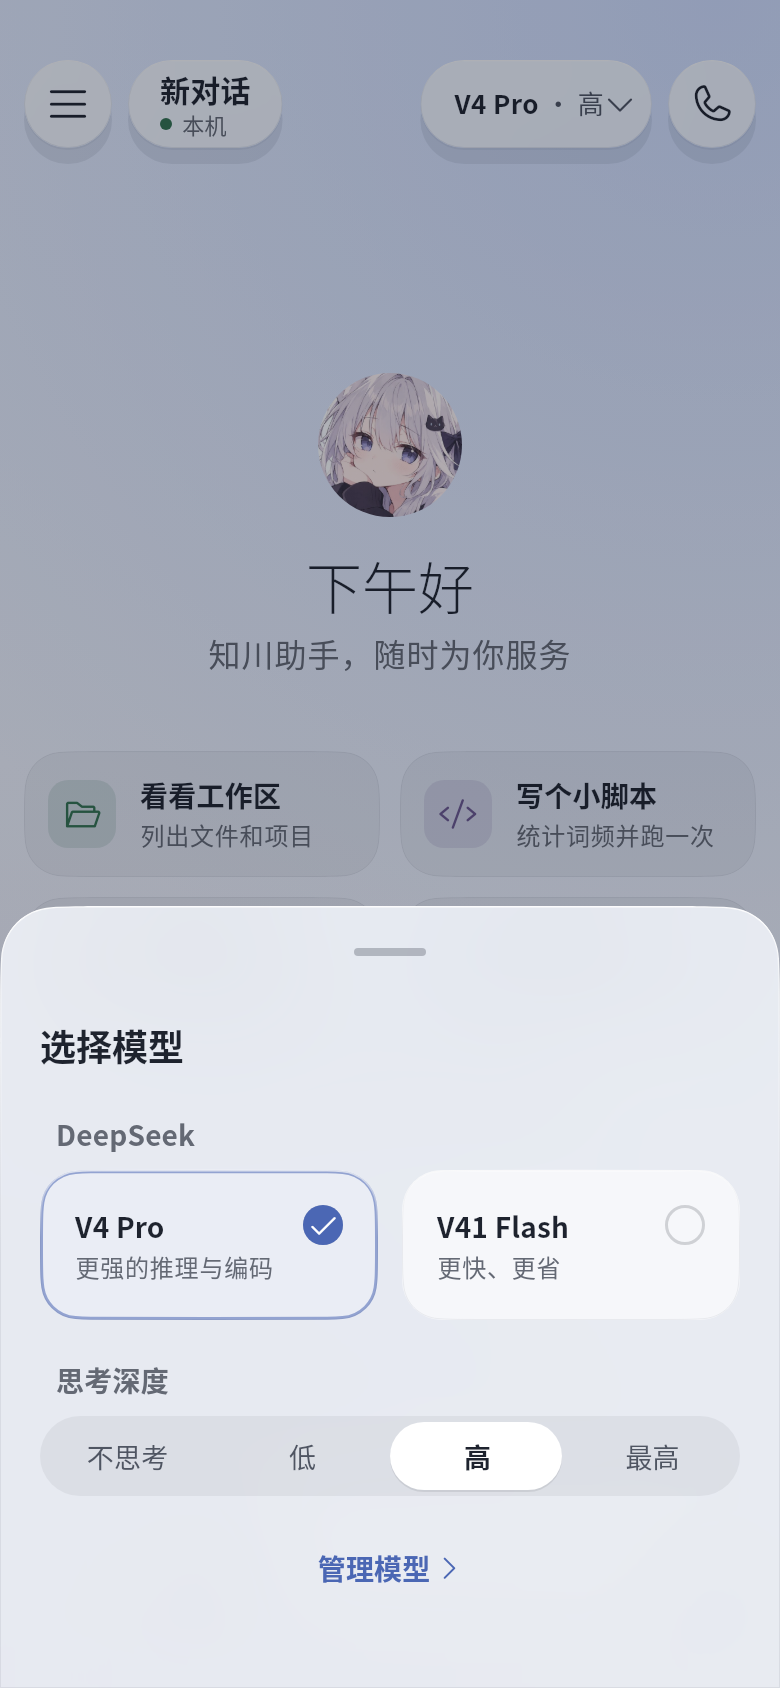 新对话
本机
V4 Pro · 高
下午好
知川助手，随时为你服务
看看工作区
列出文件和项目
写个小脚本
统计词频并跑一次
选择模型
DeepSeek
V4 Pro
更强的推理与编码
V41 Flash
更快、更省
思考深度
不思考
低
高
最高
管理模型